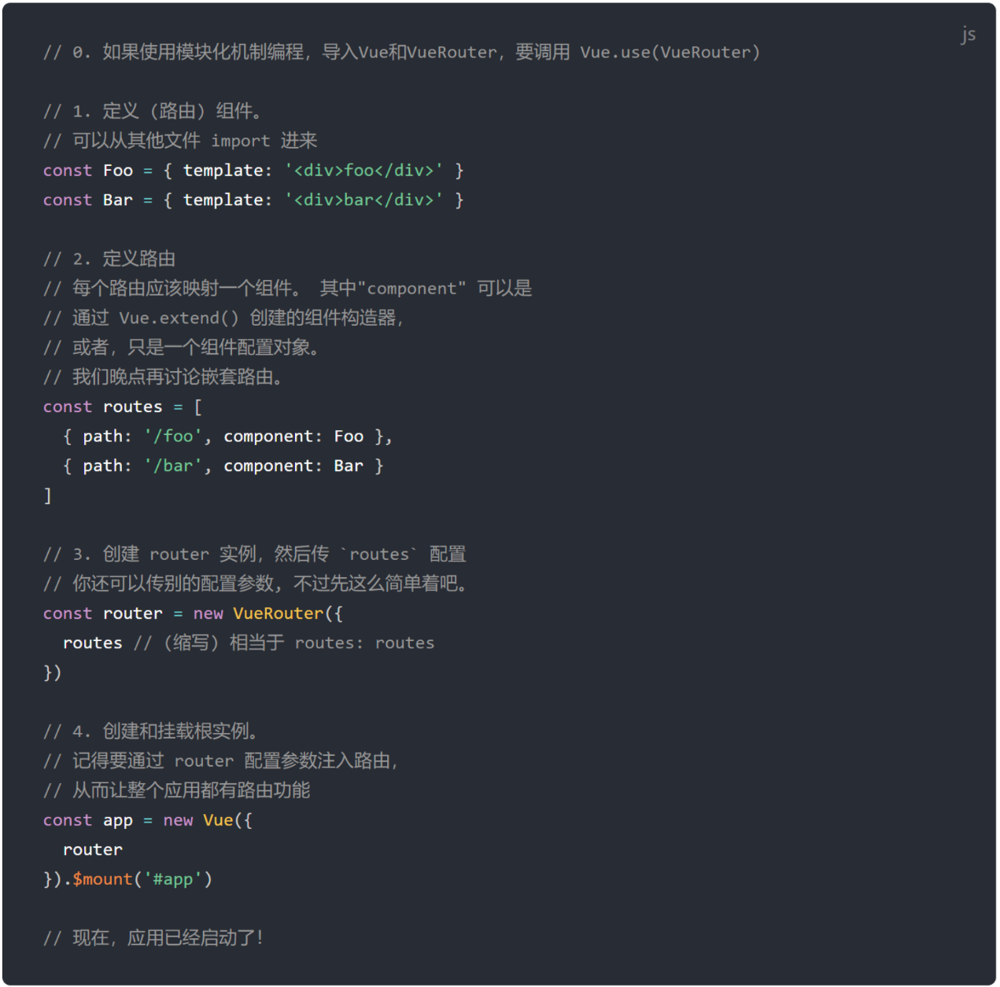 js
// 0. 如果使用模块化机制编程，导入Vue和VueRouter，要调用 Vue.use(VueRouter)
// 1. 定义 (路由) 组件。
// 可以从其他文件 import 进来
const Foo = { template: '<div>foo</div>' }
const Bar = { template: '<div>bar</div>' }
// 2. 定义路由
// 每个路由应该映射一个组件。 其中"component" 可以是
// 通过 Vue.extend() 创建的组件构造器，
// 或者，只是一个组件配置对象。
// 我们晚点再讨论嵌套路由。
const routes = [
  { path: '/foo', component: Foo },
  { path: '/bar', component: Bar }
]
// 3. 创建 router 实例，然后传 `routes` 配置
// 你还可以传别的配置参数, 不过先这么简单着吧。
const router = new VueRouter({
  routes // (缩写) 相当于 routes: routes
})
// 4. 创建和挂载根实例。
// 记得要通过 router 配置参数注入路由，
// 从而让整个应用都有路由功能
const app = new Vue({
  router
}).$mount('#app')
// 现在，应用已经启动了！